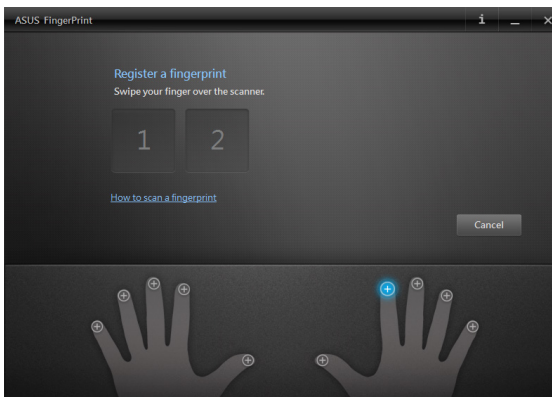 ASUS FingerPrint
Register a fingerprint
Swipe your finger over the scanner.
1 2
How to scan a fingerprint
Cancel